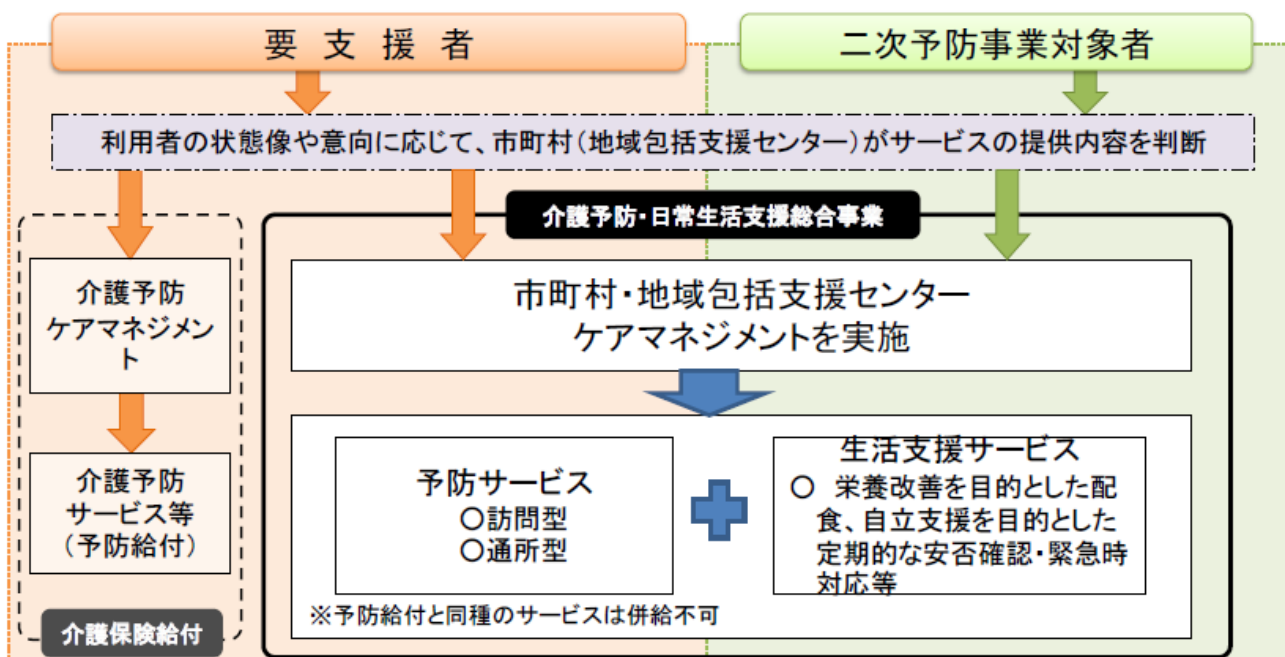 要 支 援 者
二次予防事業対象者
利用者の状態像や意向に応じて、市町村（地域包括支援センター）がサービスの提供内容を判断
介護予防・日常生活支援総合事業
介護予防
ケアマネジメン
ト
市町村・地域包括支援センター
ケアマネジメントを実施
介護予防
サービス等
（予防給付）
予防サービス
○訪問型
○通所型
生活支援サービス
○ 栄養改善を目的とした配
食、自立支援を目的とした
定期的な安否確認・緊急時
対応等
※予防給付と同種のサービスは併給不可
介護保険給付